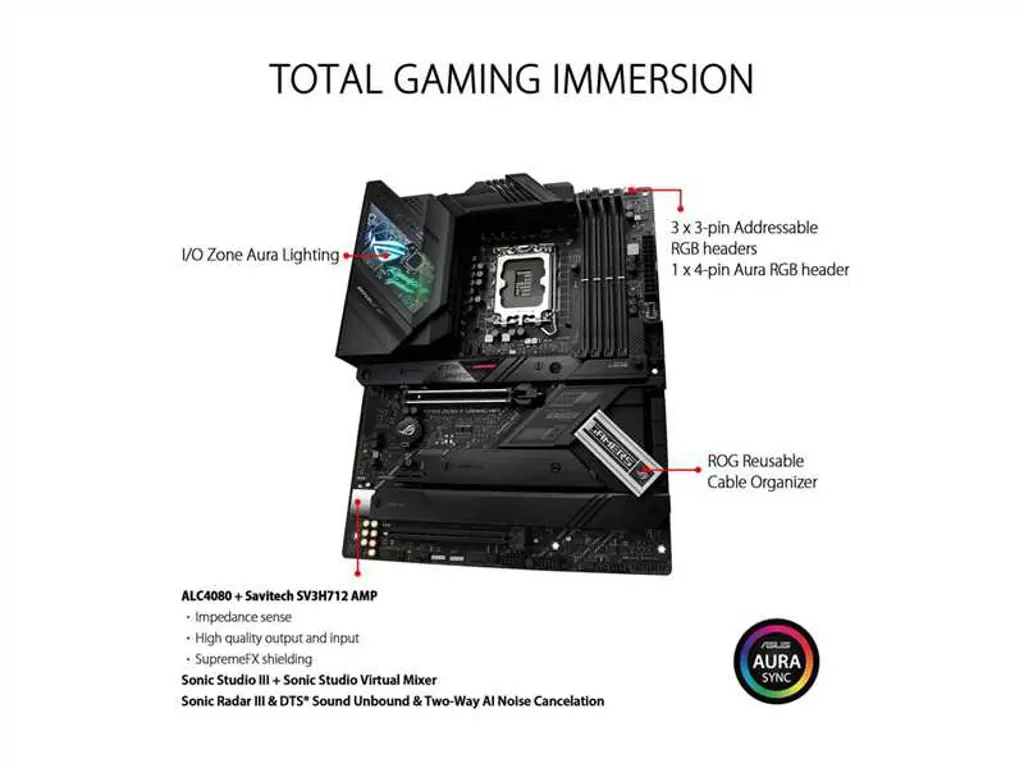 TOTAL GAMING IMMERSION
I/O Zone Aura Lighting
3 x 3-pin Addressable
RGB headers
1 x 4-pin Aura RGB header
GAMERS
ROG Reusable
Cable Organizer
ALC4080 + Savitech SV3H712 AMP
· Impedance sense
· High quality output and input
· SupremeFX shielding
Sonic Studio III + Sonic Studio Virtual Mixer
Sonic Radar III & DTS® Sound Unbound & Two-Way AI Noise Cancelation
ASUS
AURA
SYNC